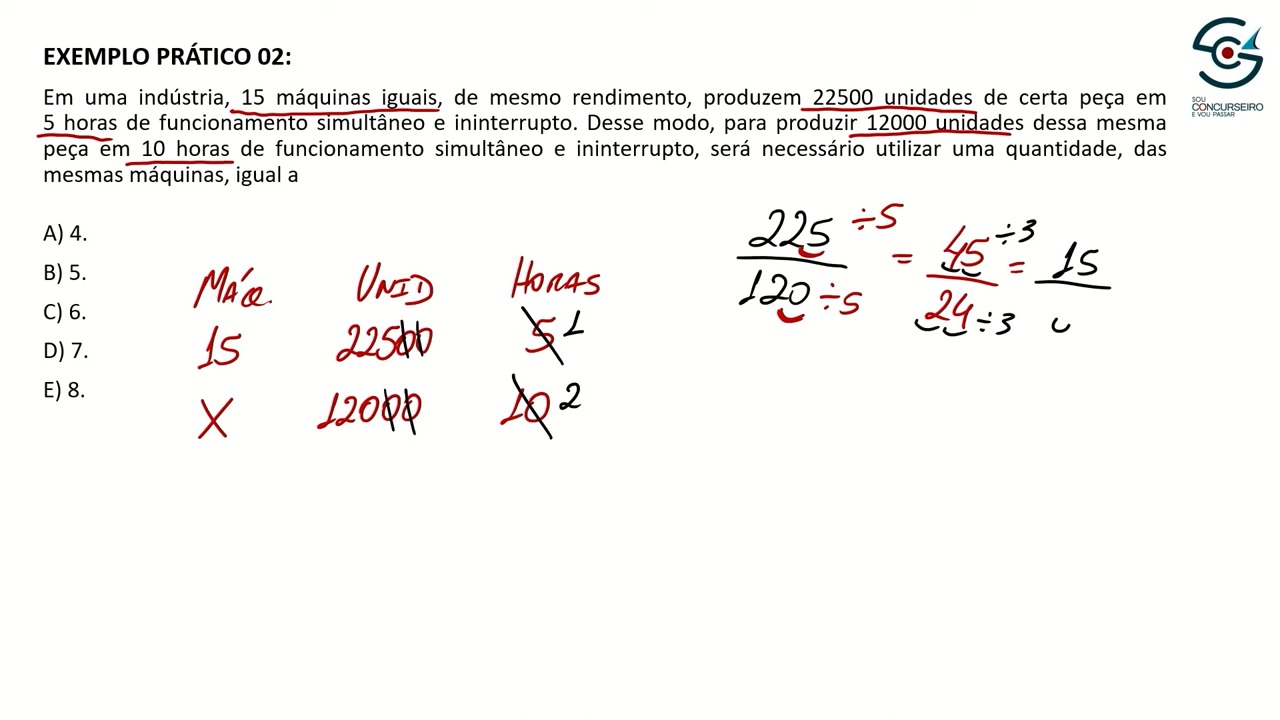 EXEMPLO PRÁTICO 02:
Em uma indústria, 15 máquinas iguais, de mesmo rendimento, produzem 22500 unidades de certa peça em
5 horas de funcionamento simultâneo e ininterrupto. Desse modo, para produzir 12000 unidades dessa mesma
peça em 10 horas de funcionamento simultâneo e ininterrupto, será necessário utilizar uma quantidade, das
mesmas máquinas, igual a
A) 4.
B) 5.
C) 6.
D) 7.
E) 8.
MÁQ. UNID HORAS
15 22500 5 1
X 12000 10 2
225 ÷5 = 45 ÷3 = 15
120 ÷5 24 ÷3
SOU
CONCURSEIRO
E VOU PASSAR